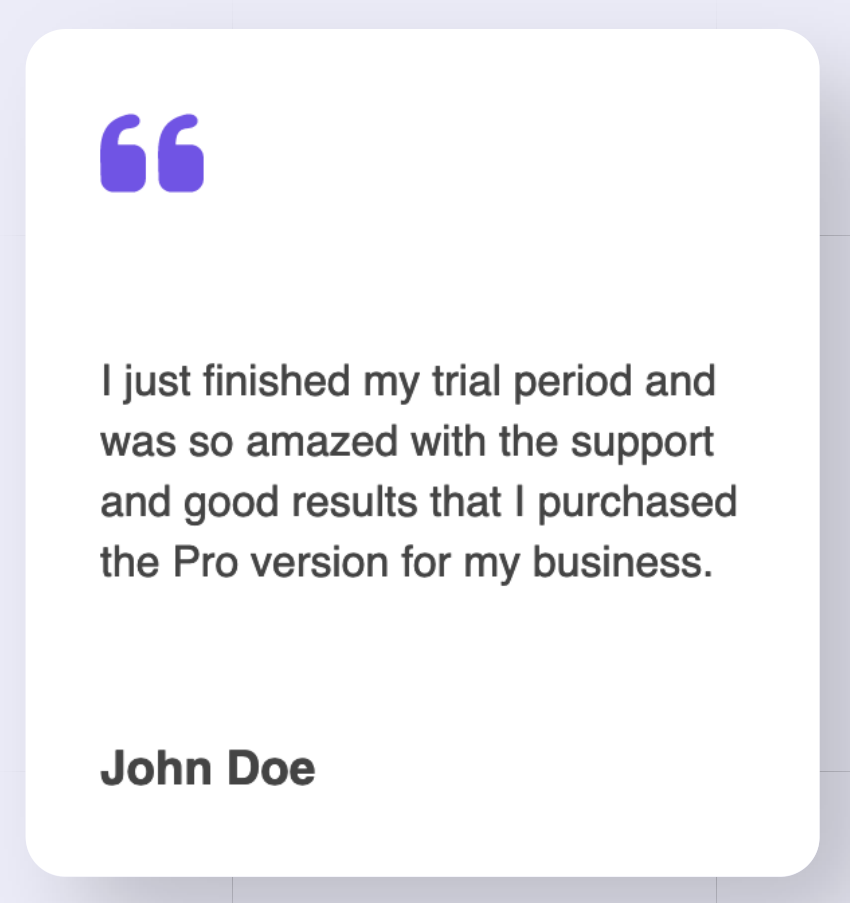 I just finished my trial period and
was so amazed with the support
and good results that I purchased
the Pro version for my business.
John Doe